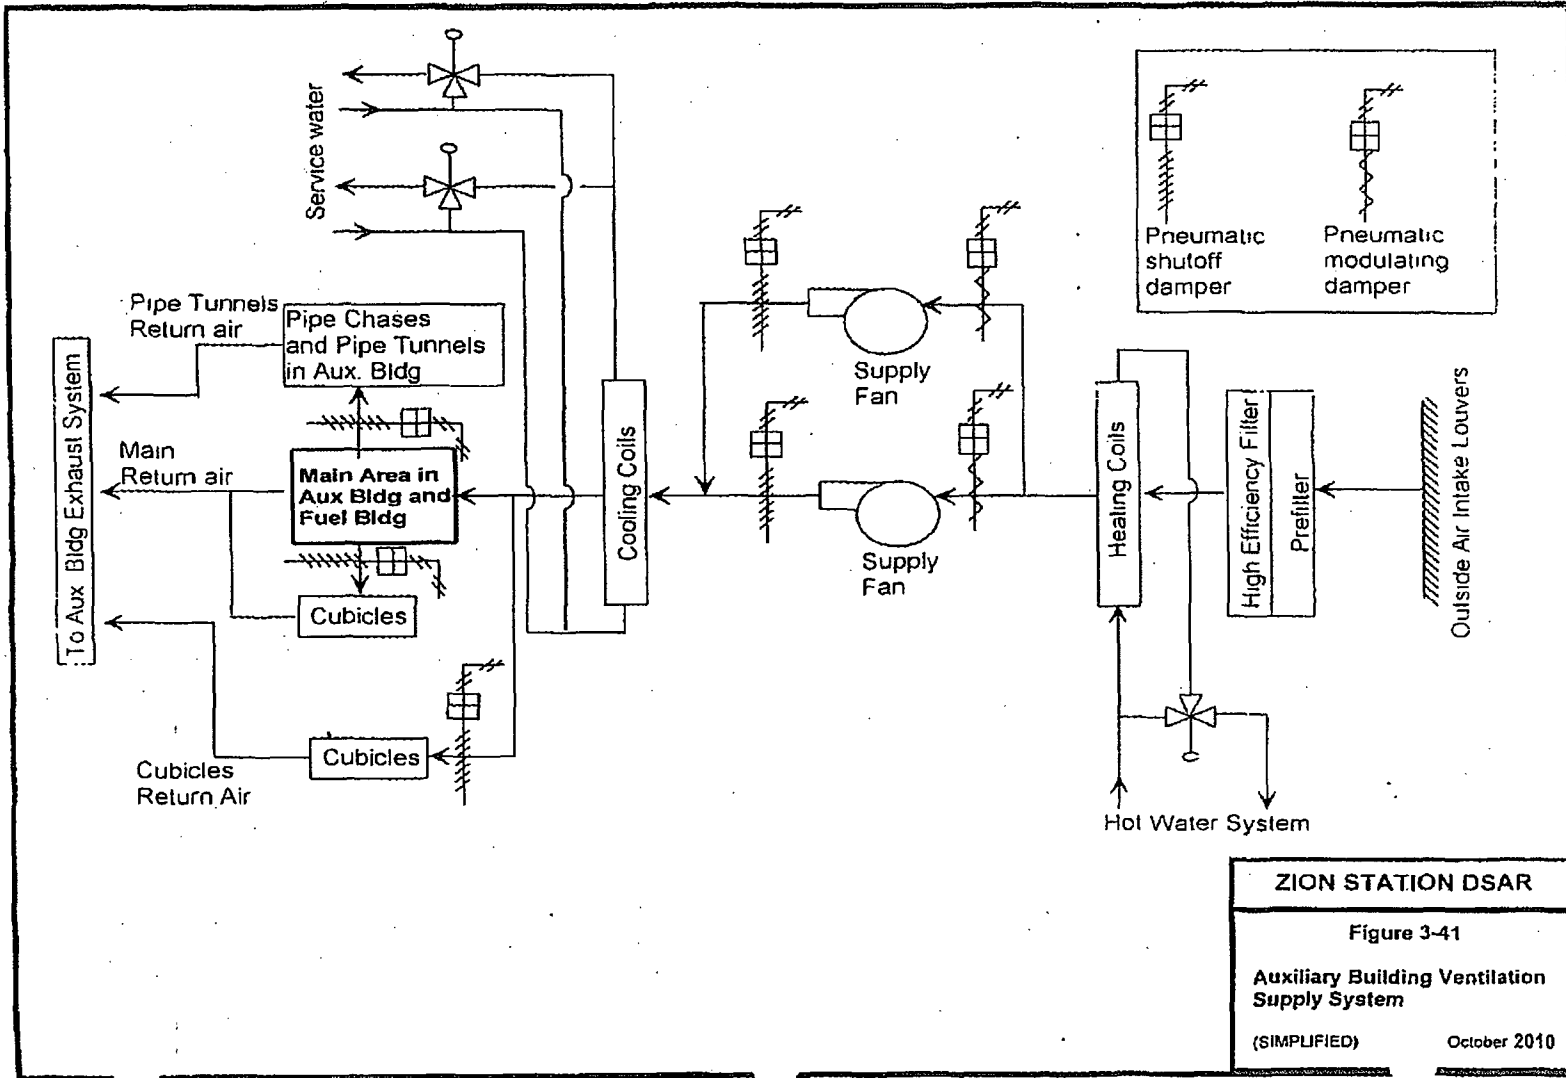 Service water
Pneumatic
shutoff
damper
Pneumatic
modulating
damper
Pipe Tunnels
Return air
Pipe Chases
and Pipe Tunnels
in Aux. Bldg
Supply
Fan
To Aux Bldg Exhaust System
Main
Return air
Main Area in
Aux Bldg and
Fuel Bldg
Cooling Coils
Supply
Fan
Heating Coils
High Efficiency Filter
Prefilter
Outside Air Intake Louvers
Cubicles
Cubicles
Cubicles
Return Air
Hot Water System
ZION STATION DSAR
Figure 3-41
Auxiliary Building Ventilation
Supply System
(SIMPLIFIED) October 2010